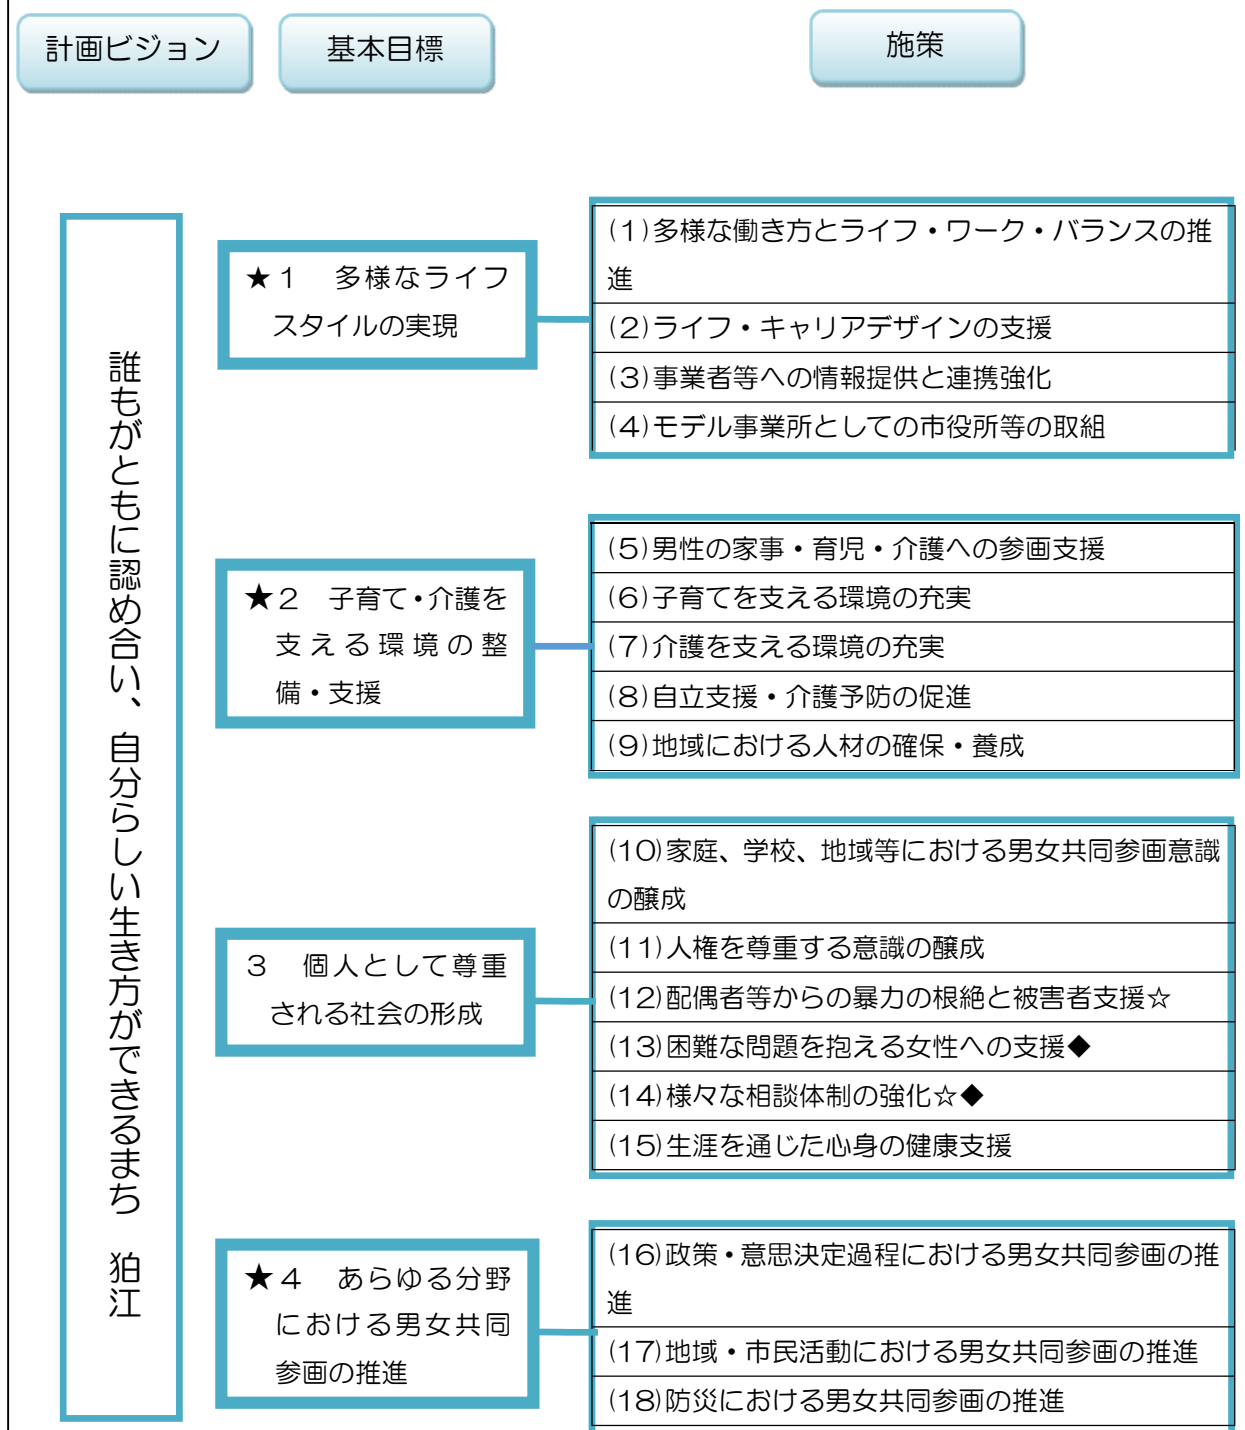 計画ビジョン
基本目標
施策
誰もがともに認め合い、自分らしい生き方ができるまち　狛江
★１　多様なライフ
スタイルの実現
(1)多様な働き方とライフ・ワーク・バランスの推
進
(2)ライフ・キャリアデザインの支援
(3)事業者等への情報提供と連携強化
(4)モデル事業所としての市役所等の取組
★２　子育て・介護を
支える環境の整
備・支援
(5)男性の家事・育児・介護への参画支援
(6)子育てを支える環境の充実
(7)介護を支える環境の充実
(8)自立支援・介護予防の促進
(9)地域における人材の確保・養成
３　個人として尊重
される社会の形成
(10)家庭、学校、地域等における男女共同参画意識
の醸成
(11)人権を尊重する意識の醸成
(12)配偶者等からの暴力の根絶と被害者支援☆
(13)困難な問題を抱える女性への支援◆
(14)様々な相談体制の強化☆◆
(15)生涯を通じた心身の健康支援
★４　あらゆる分野
における男女共同
参画の推進
(16)政策・意思決定過程における男女共同参画の推
進
(17)地域・市民活動における男女共同参画の推進
(18)防災における男女共同参画の推進